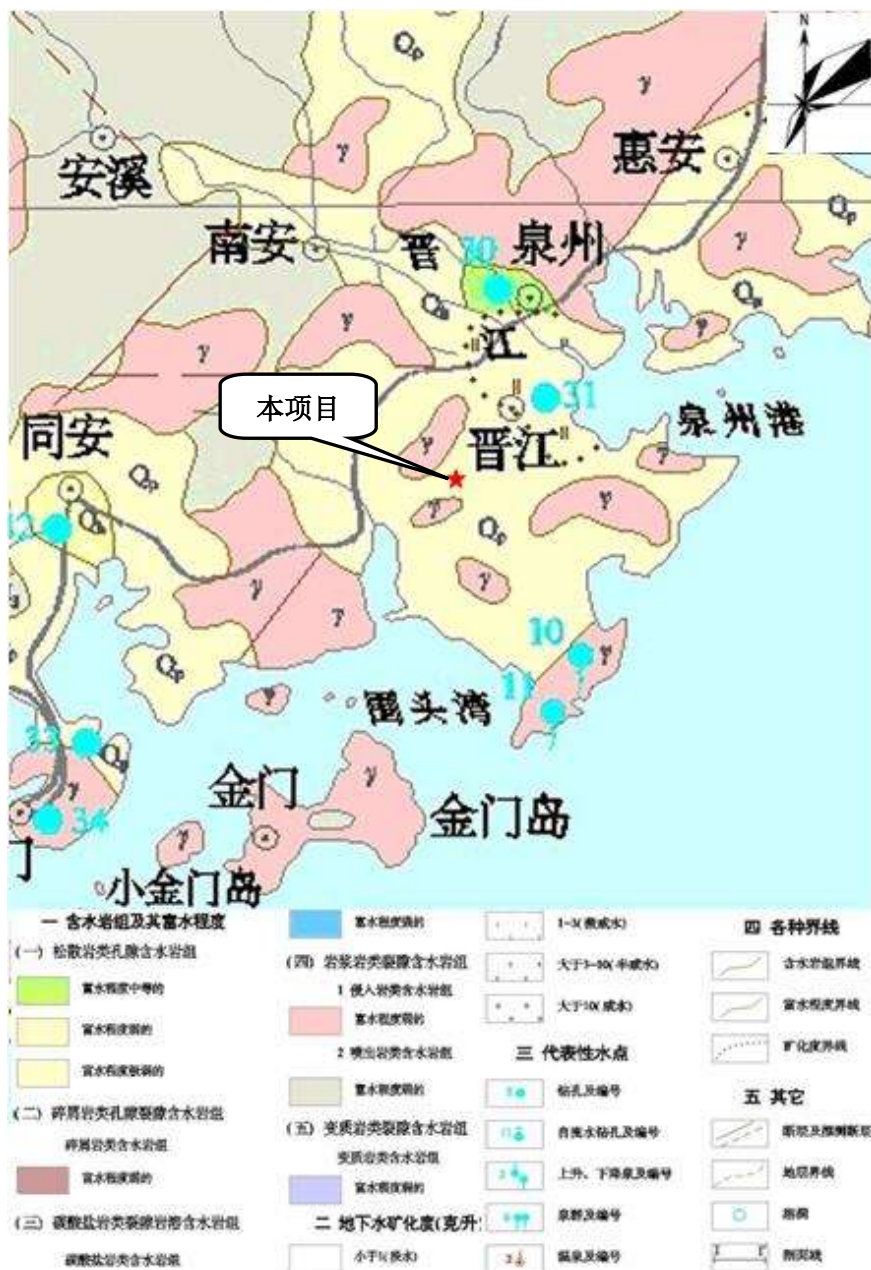 N
Qp
γ
惠安
安溪
γ
Qp
南安
晋
30
泉州
γ
Qp
γ
γ
γ
江
31
本项目
泉州港
同安
γ
晋江
γ
32
γ
γ
Qp
γ
γ
γ
10
γ
Qp
11
围头湾
γ
7
33
γ
金门
γ
34
金门岛
γ
门
小金门岛
一 含水岩组及其富水程度
(一) 松散岩类孔隙含水岩组
富水程度中等的
富水程度弱的
富水程度极弱的
(二) 碎屑岩类孔隙裂隙含水岩组
碎屑岩类含水岩组
富水程度弱的
(三) 碳酸盐岩类裂隙岩溶含水岩组
碳酸盐岩类含水岩组
富水程度强的
(四) 岩浆岩类裂隙含水岩组
1 侵入岩类含水岩组
富水程度弱的
2 喷出岩类含水岩组
富水程度弱的
(五) 变质岩类裂隙含水岩组
变质岩类含水岩组
富水程度弱的
二 地下水矿化度(克/升)
小于1(淡水)
1-3(微咸水)
大于3-10(半咸水)
大于10(咸水)
三 代表性水点
钻孔及编号
自流水钻孔及编号
上升、下降泉及编号
泉群及编号
温泉及编号
四 各种界线
含水岩组界线
富水程度界线
矿化度界线
五 其它
断层及推测断层
地层界线
溶洞
剖面线